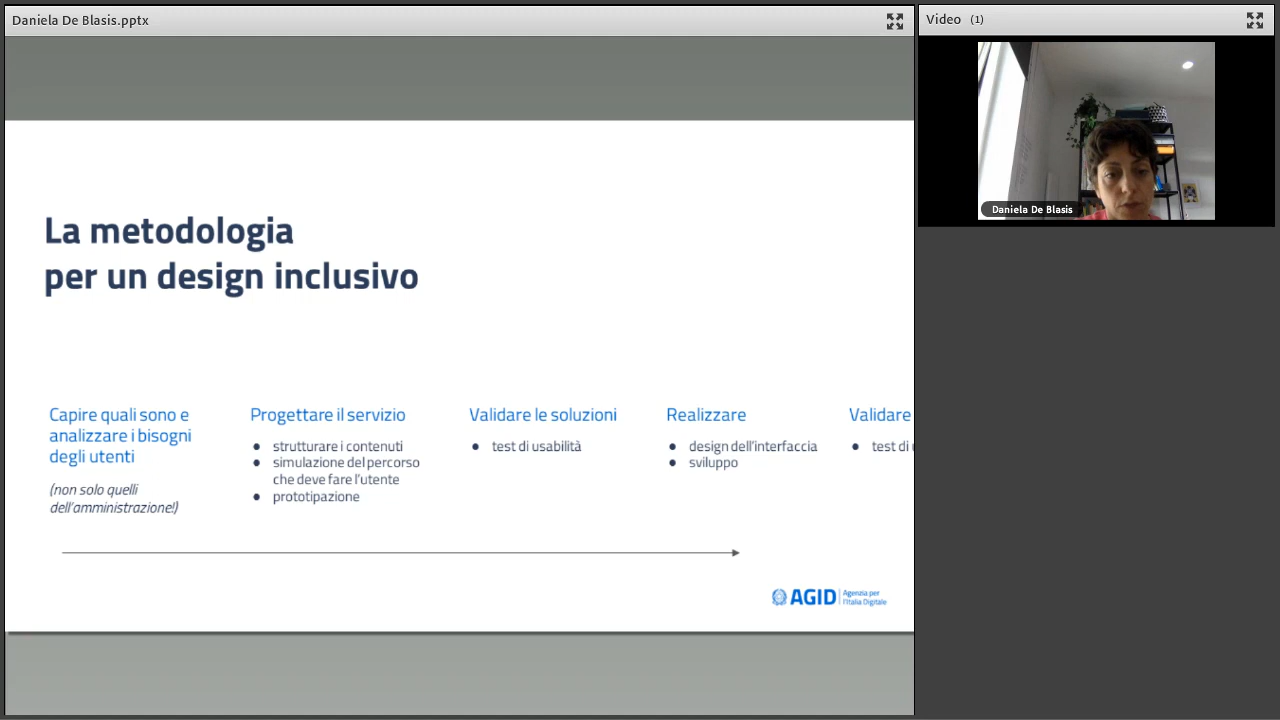 Daniela De Blasis.pptx
Video (1)
Daniela De Blasis
La metodologia
per un design inclusivo
Capire quali sono e
analizzare i bisogni
degli utenti
(non solo quelli
dell'amministrazione!)
Progettare il servizio
● strutturare i contenuti
● simulazione del percorso
che deve fare l'utente
● prototipazione
Validare le soluzioni
● test di usabilità
Realizzare
● design dell'interfaccia
● sviluppo
Validare
● test di
AGID Agenzia per
l'Italia Digitale